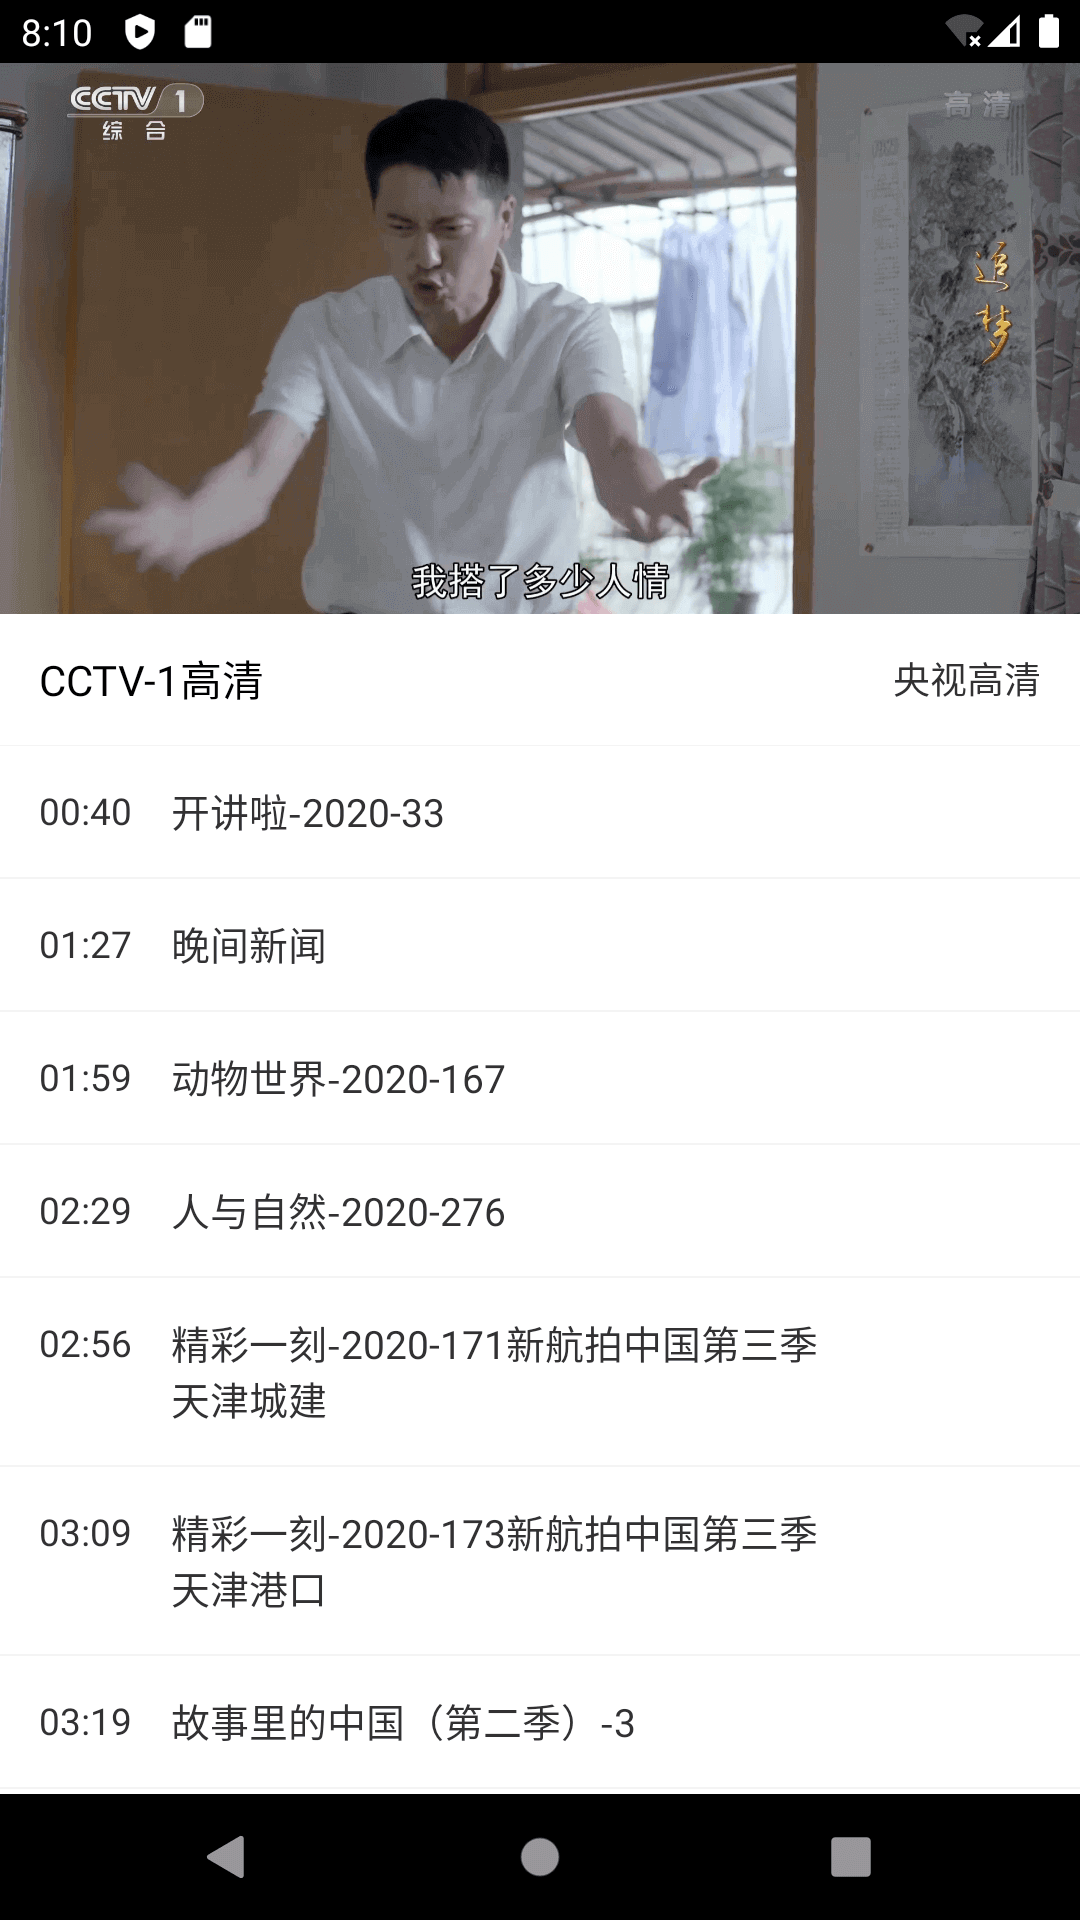 8:10
CCTV 1
综 合
高 清
追
梦
我搭了多少人情
CCTV-1高清
央视高清
00:40
开讲啦-2020-33
01:27
晚间新闻
01:59
动物世界-2020-167
02:29
人与自然-2020-276
02:56
精彩一刻-2020-171新航拍中国第三季
天津城建
03:09
精彩一刻-2020-173新航拍中国第三季
天津港口
03:19
故事里的中国（第二季）-3